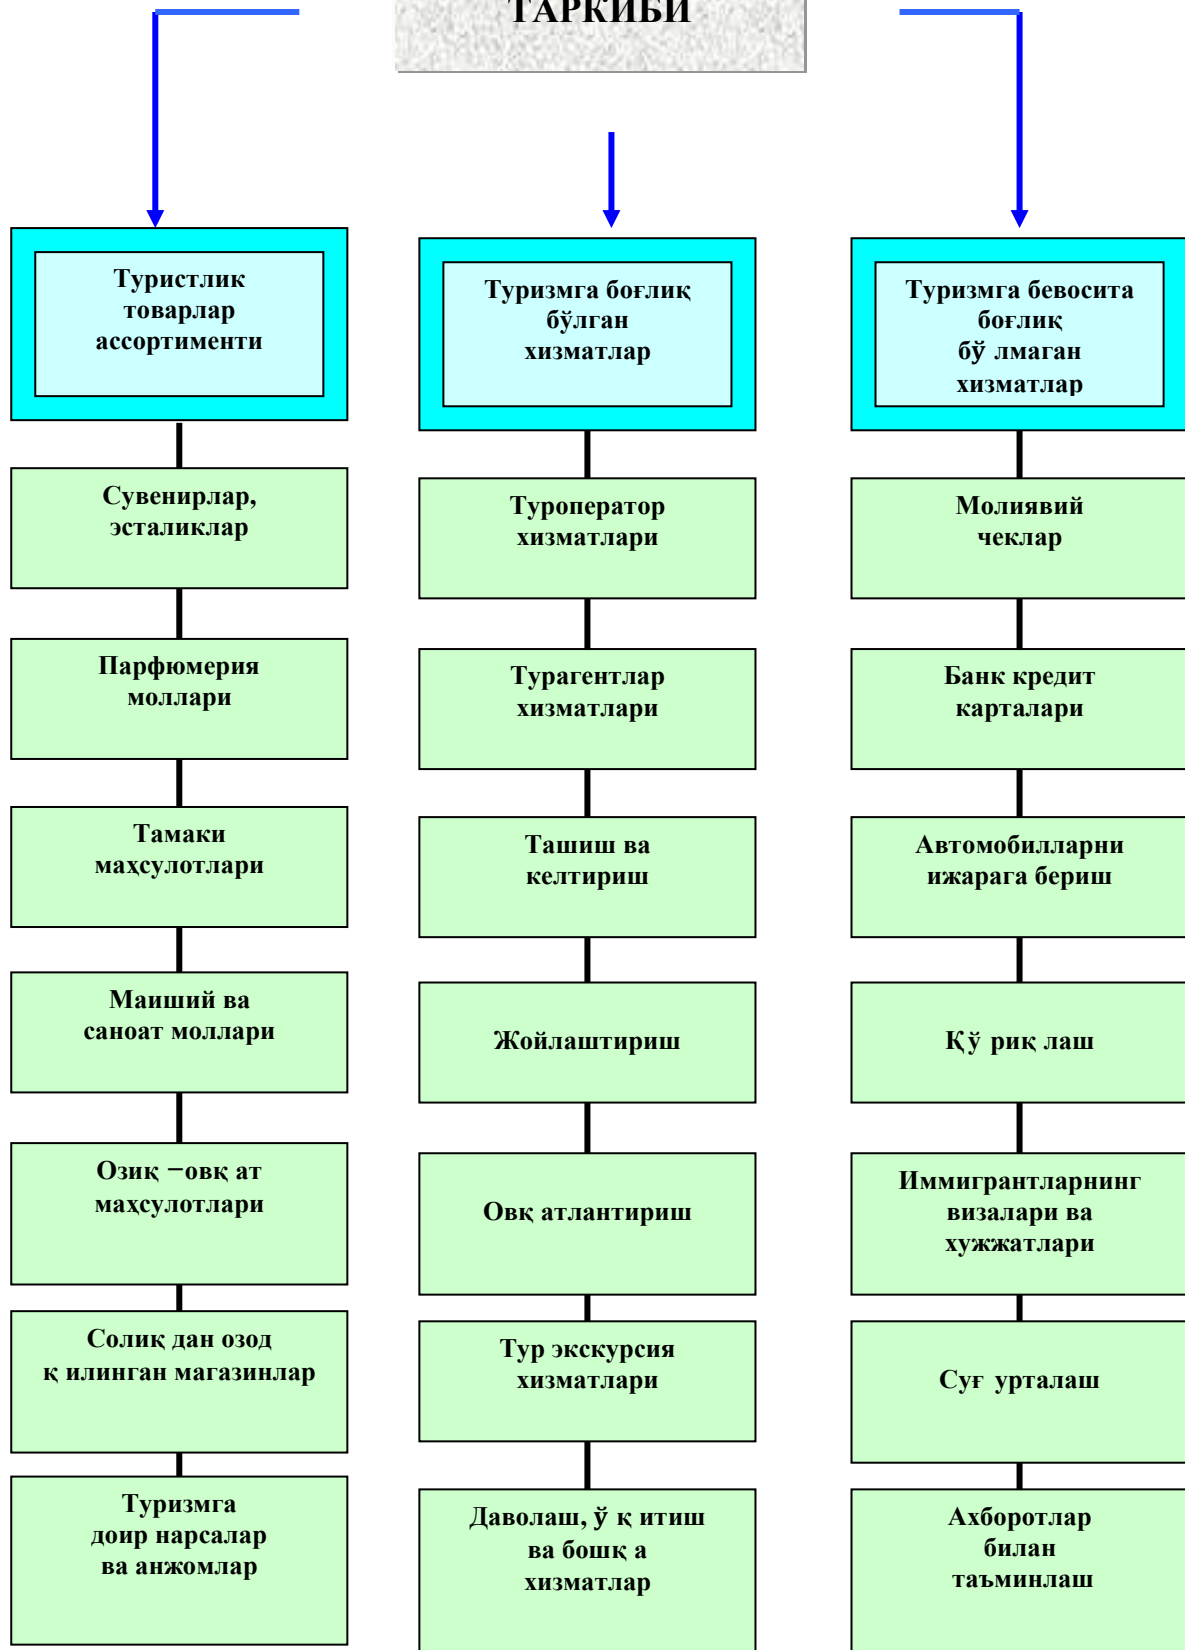 ТАРКИБИ
Туристлик
товарлар
ассортименти
Сувенирлар,
эсталиклар
Парфюмерия
моллари
Тамаки
маҳсулотлари
Маиший ва
саноат моллари
Озиқ –овқ ат
маҳсулотлари
Солиқ дан озод
қ илинган магазинлар
Туризмга
доир нарсалар
ва анжомлар
Туризмга боғлиқ
бўлган
хизматлар
Туроператор
хизматлари
Турагентлар
хизматлари
Ташиш ва
келтириш
Жойлаштириш
Овқ атлантириш
Тур экскурсия
хизматлари
Даволаш, ў қ итиш
ва бошқ а
хизматлар
Туризмга бевосита
боғлиқ
бў лмаган
хизматлар
Молиявий
чеклар
Банк кредит
карталари
Автомобилларни
ижарага бериш
Қў риқ лаш
Иммигрантларнинг
визалари ва
хужжатлари
Суғ урталаш
Ахборотлар
билан
таъминлаш